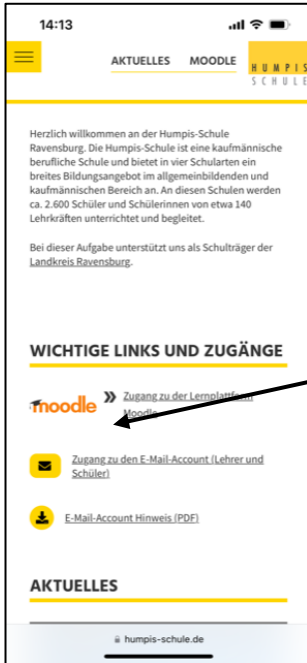 14:13
AKTUELLES MOODLE
HUMPIS
SCHULE
Herzlich willkommen an der Humpis-Schule
Ravensburg. Die Humpis-Schule ist eine kaufmännische
berufliche Schule und bietet in vier Schularten ein
breites Bildungsangebot im allgemeinbildenden und
kaufmännischen Bereich an. An diesen Schulen werden
ca. 2.600 Schüler und Schülerinnen von etwa 140
Lehrkräften unterrichtet und begleitet.
Bei dieser Aufgabe unterstützt uns als Schulträger der
Landkreis Ravensburg.
WICHTIGE LINKS UND ZUGÄNGE
moodle » Zugang zu der Lernplattform
Moodle
Zugang zu den E-Mail-Account (Lehrer und
Schüler)
E-Mail-Account Hinweis (PDF)
AKTUELLES
humpis-schule.de